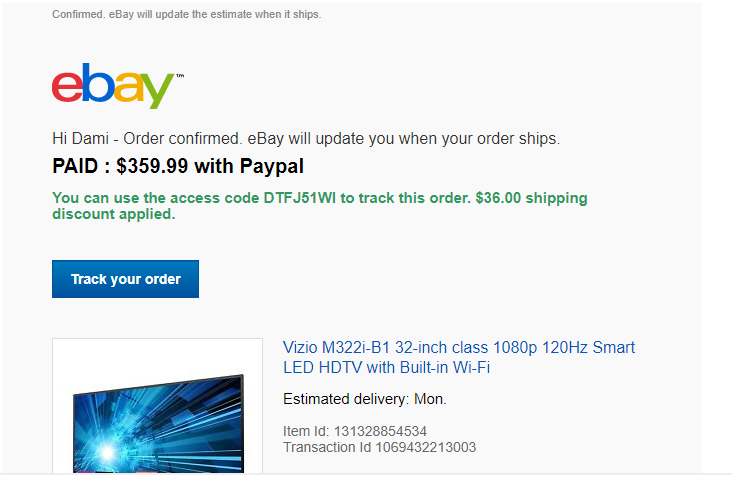 Confirmed. eBay will update the estimate when it ships.
ebay™
Hi Dami - Order confirmed. eBay will update you when your order ships.
PAID : $359.99 with Paypal
You can use the access code DTFJ51WI to track this order. $36.00 shipping
discount applied.
Track your order
Vizio M322i-B1 32-inch class 1080p 120Hz Smart
LED HDTV with Built-in Wi-Fi
Estimated delivery: Mon.
Item Id: 131328854534
Transaction Id 1069432213003